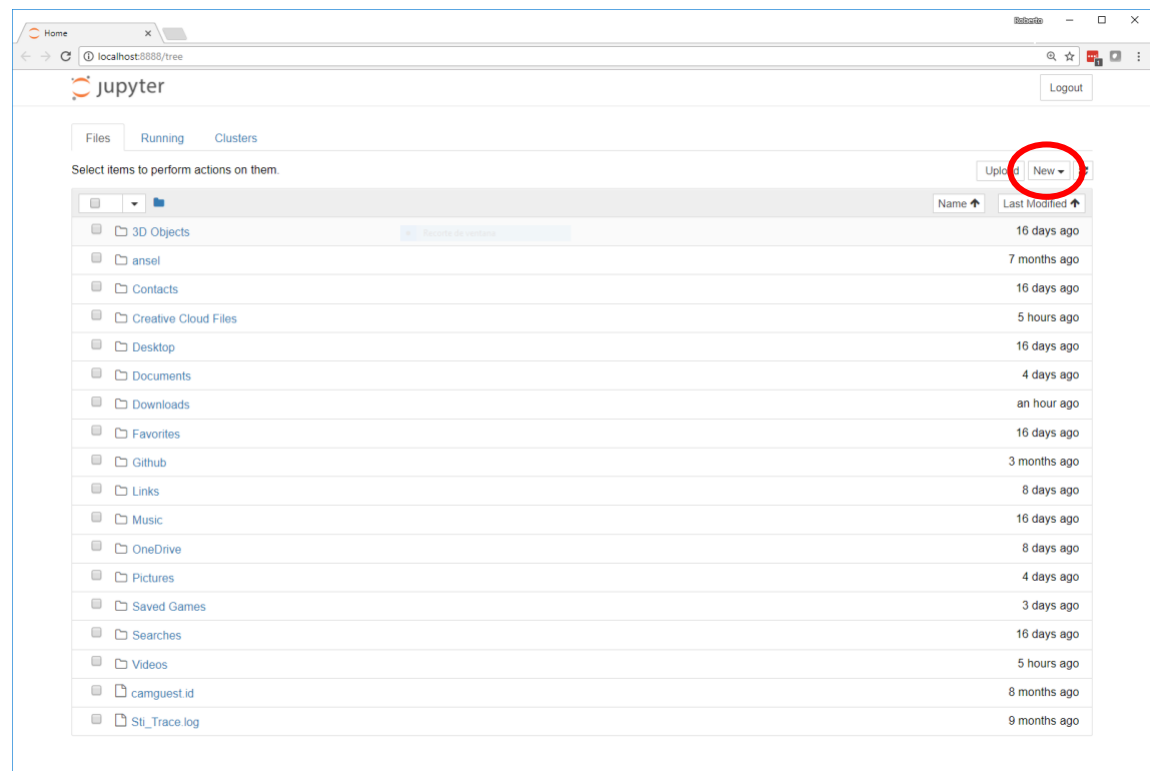 Home
Roberto
localhost:8888/tree
1
jupyter
Logout
Files Running Clusters
Select items to perform actions on them.
Upload New
Name Last Modified
3D Objects 16 days ago
ansel 7 months ago
Contacts 16 days ago
Creative Cloud Files 5 hours ago
Desktop 16 days ago
Documents 4 days ago
Downloads an hour ago
Favorites 16 days ago
Github 3 months ago
Links 8 days ago
Music 16 days ago
OneDrive 8 days ago
Pictures 4 days ago
Saved Games 3 days ago
Searches 16 days ago
Videos 5 hours ago
camguest.id 8 months ago
Sti_Trace.log 9 months ago